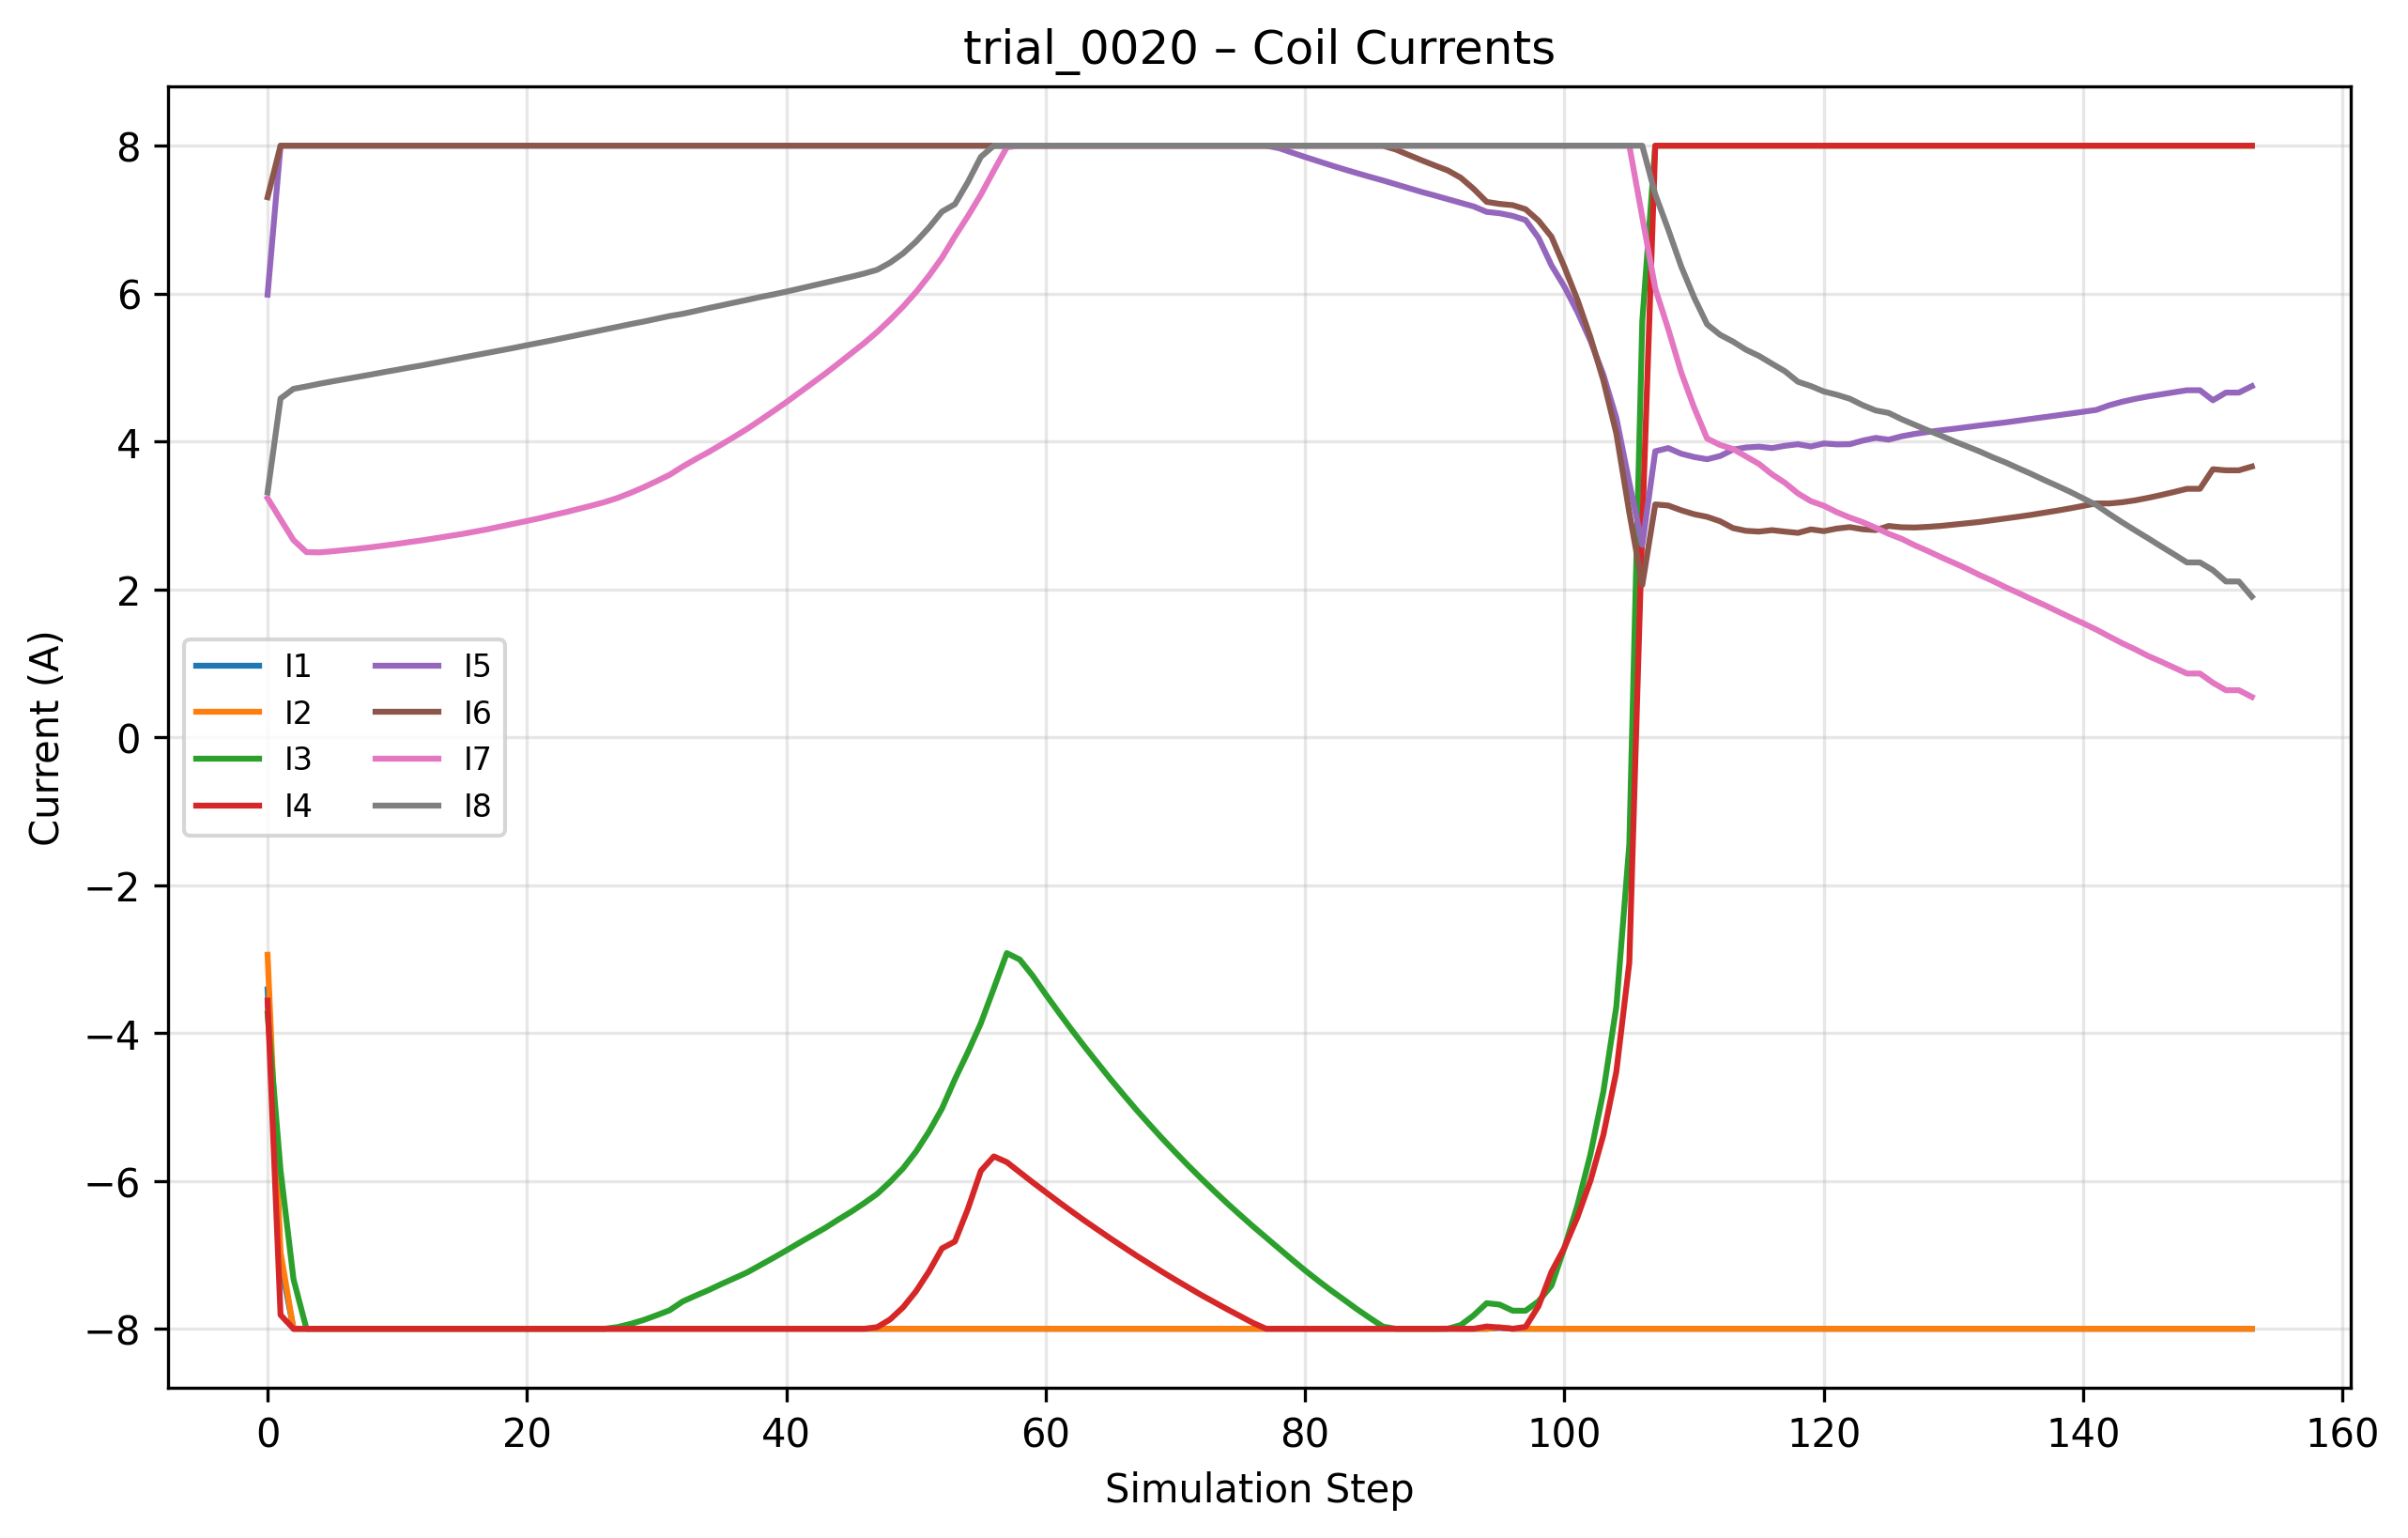 trial_0020 – Coil Currents
Current (A)
8
6
4
2
0
−2
−4
−6
−8
I1
I2
I3
I4
I5
I6
I7
I8
0
20
40
60
80
100
120
140
160
Simulation Step